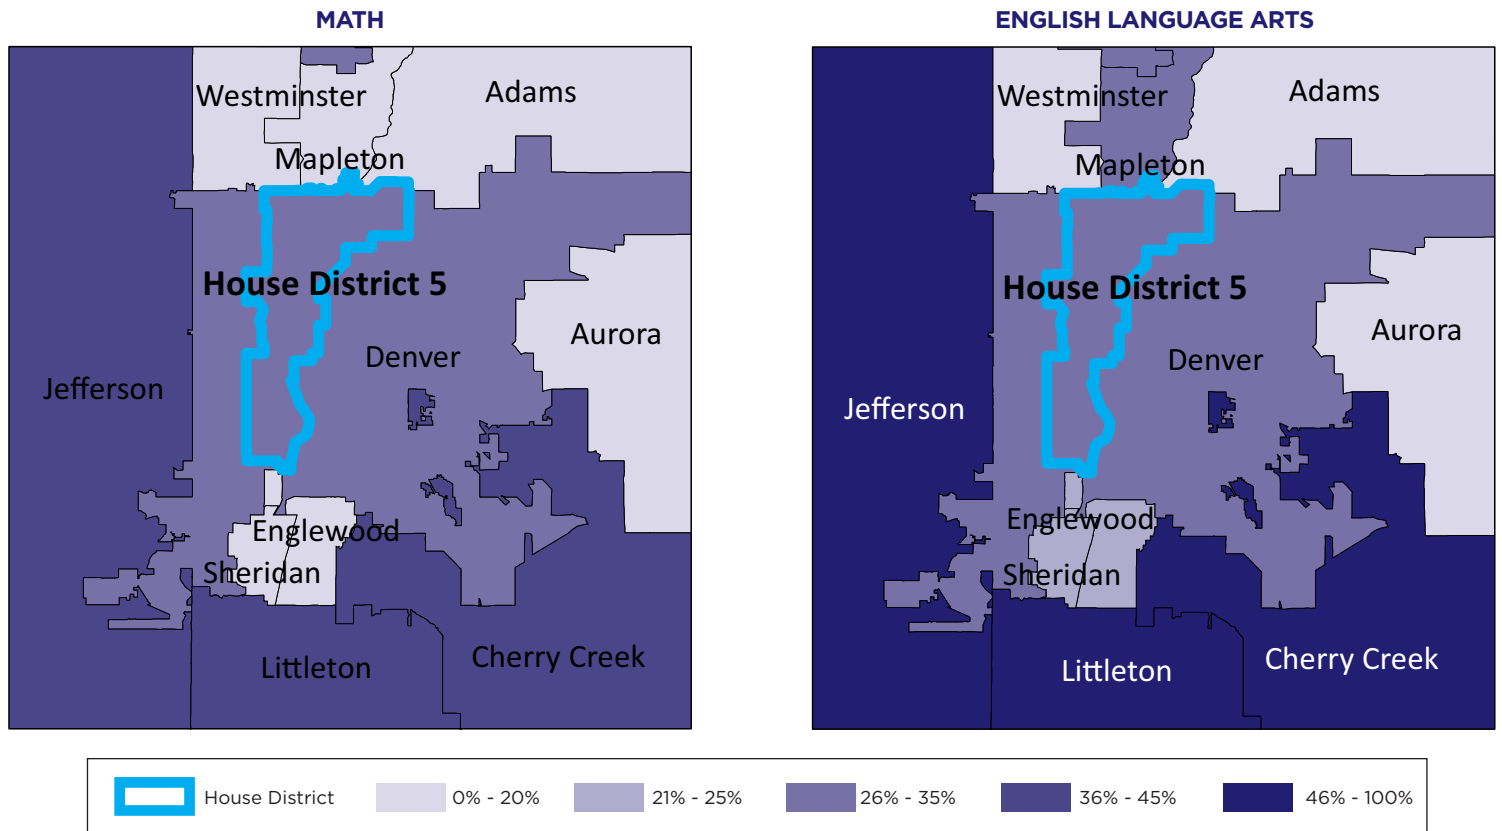 MATH
Westminster
Adams
Mapleton
House District 5
Aurora
Denver
Jefferson
Englewood
Sheridan
Littleton
Cherry Creek
ENGLISH LANGUAGE ARTS
Westminster
Adams
Mapleton
House District 5
Aurora
Denver
Jefferson
Englewood
Sheridan
Littleton
Cherry Creek
House District
0% - 20%
21% - 25%
26% - 35%
36% - 45%
46% - 100%